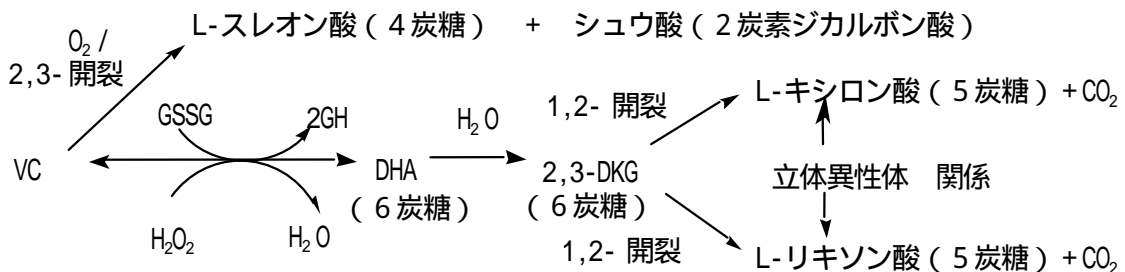 L-スレオン酸（4炭糖） + シュウ酸（2炭素ジカルボン酸）
O₂ /
2,3- 開裂
GSSG 2GH
VC
H₂O₂ H₂O
DHA
（6炭糖）
H₂O
2,3-DKG
（6炭糖）
1,2- 開裂
L-キシロン酸（5炭糖）+CO₂
立体異性体 関係
1,2- 開裂
L-リキソン酸（5炭糖）+CO₂